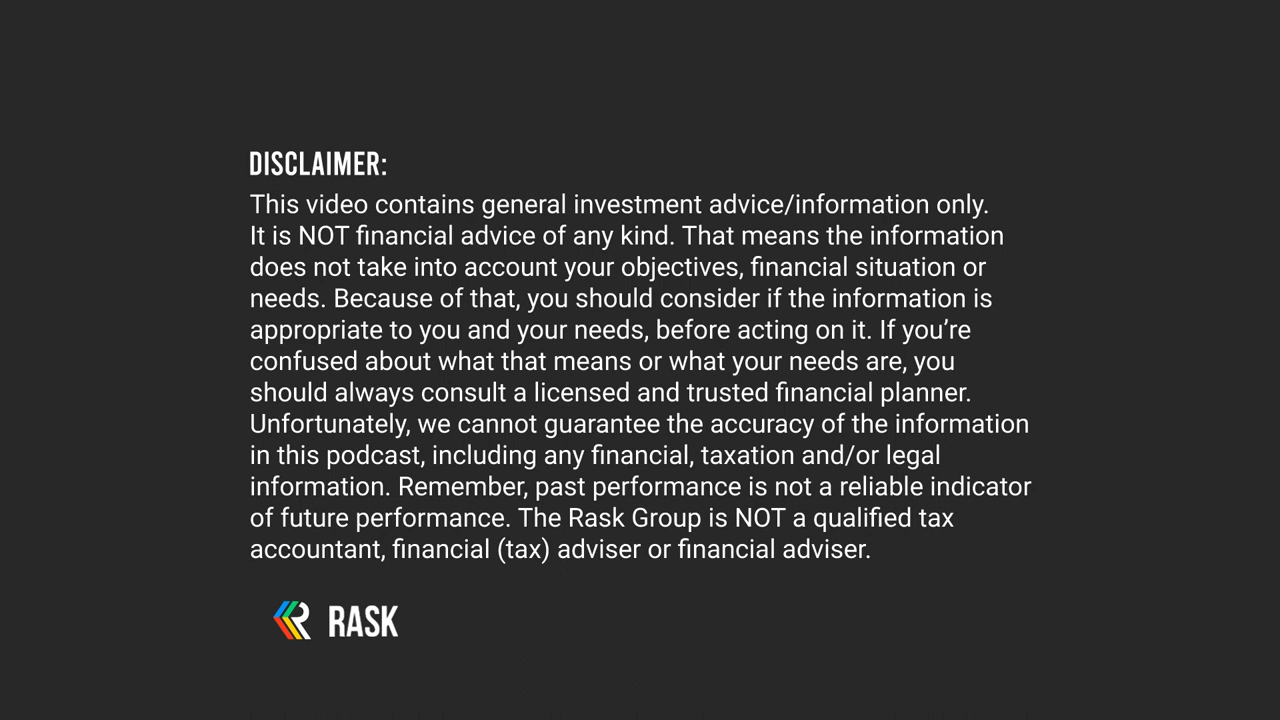 DISCLAIMER:
This video contains general investment advice/information only.
It is NOT financial advice of any kind. That means the information
does not take into account your objectives, financial situation or
needs. Because of that, you should consider if the information is
appropriate to you and your needs, before acting on it. If you’re
confused about what that means or what your needs are, you
should always consult a licensed and trusted financial planner.
Unfortunately, we cannot guarantee the accuracy of the information
in this podcast, including any financial, taxation and/or legal
information. Remember, past performance is not a reliable indicator
of future performance. The Rask Group is NOT a qualified tax
accountant, financial (tax) adviser or financial adviser.
RASK